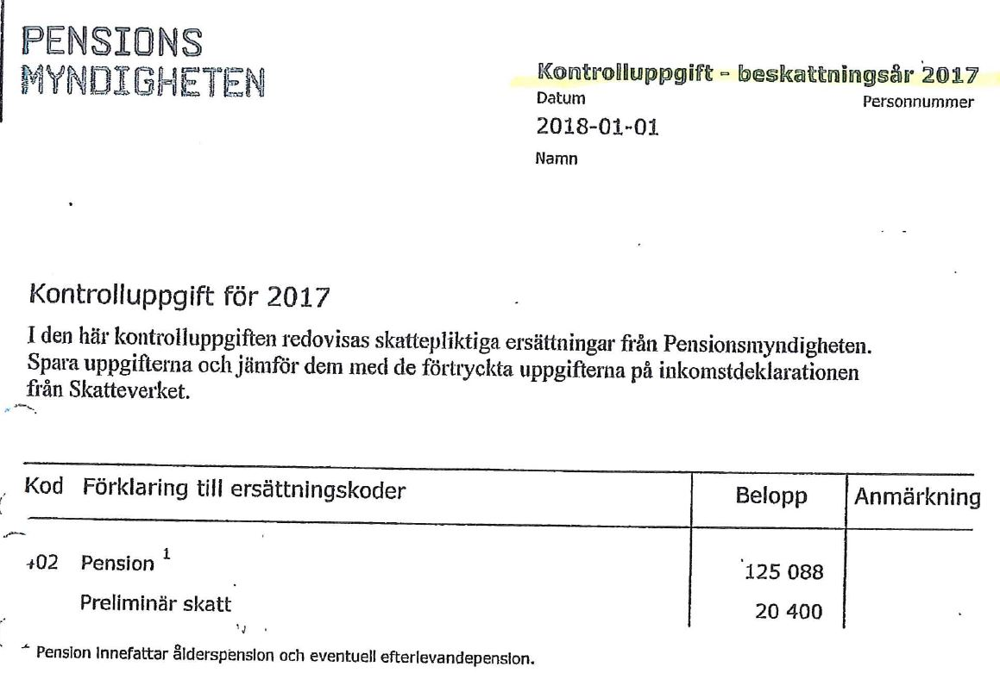 PENSIONS
MYNDIGHETEN
Kontrolluppgift - beskattningsår 2017
Datum Personnummer
2018-01-01
Namn
Kontrolluppgift för 2017
I den här kontrolluppgiften redovisas skattepliktiga ersättningar från Pensionsmyndigheten.
Spara uppgifterna och jämför dem med de förtryckta uppgifterna på inkomstdeklarationen
från Skatteverket.
Kod Förklaring till ersättningskoder Belopp Anmärkning
02 Pension 1 125 088
Preliminär skatt 20 400
Pension innefattar ålderspension och eventuell efterlevandepension.